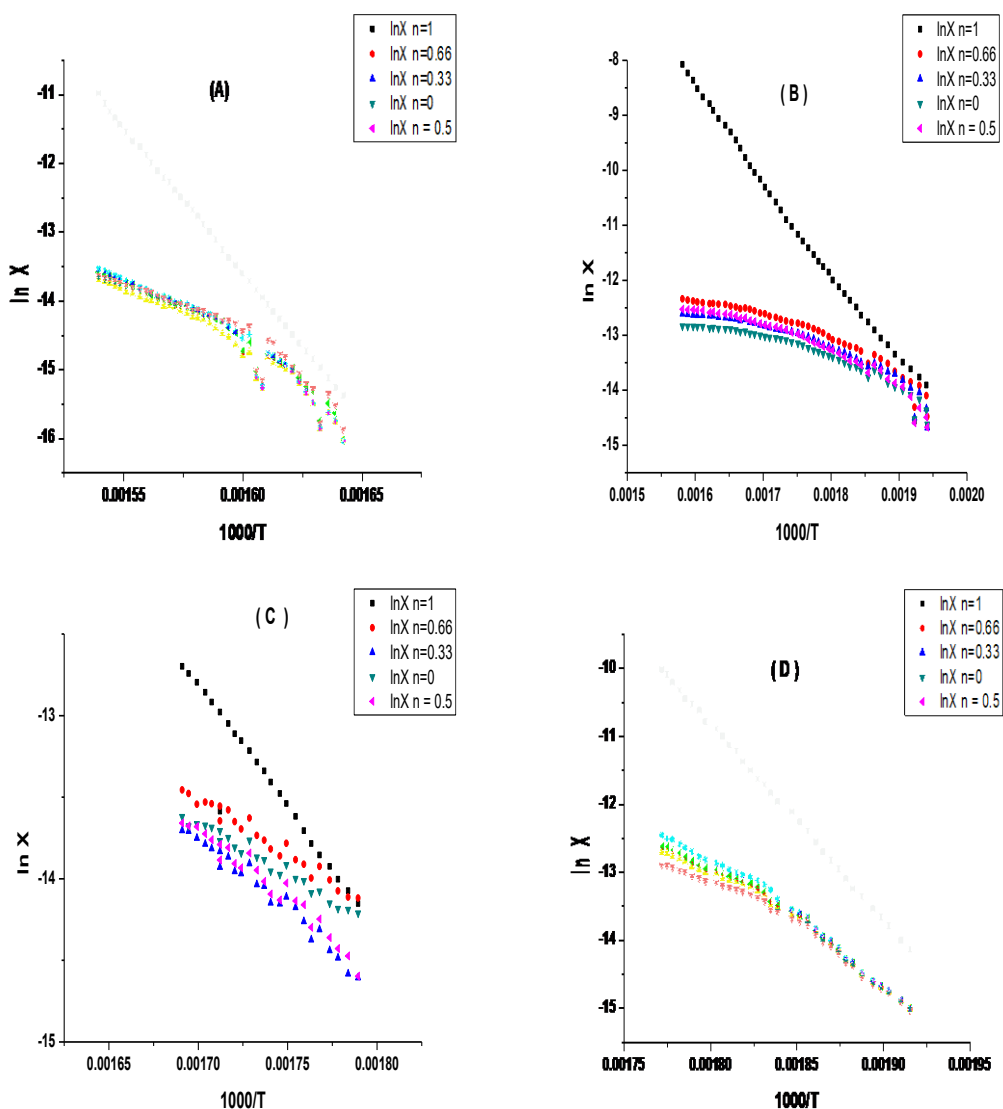 lnX n=1
lnX n=0.66
lnX n=0.33
lnX n=0
lnX n = 0.5
(A)
-11
-12
-13
-14
-15
-16
ln X
0.00155 0.00160 0.00165
1000/T
lnX n=1
lnX n=0.66
lnX n=0.33
lnX n=0
lnX n = 0.5
( B )
-8
-9
-10
-11
-12
-13
-14
-15
ln X
0.0015 0.0016 0.0017 0.0018 0.0019 0.0020
1000/T
lnX n=1
lnX n=0.66
lnX n=0.33
lnX n=0
lnX n = 0.5
( C )
-13
-14
-15
ln X
0.00165 0.00170 0.00175 0.00180
1000/T
lnX n=1
lnX n=0.66
lnX n=0.33
lnX n=0
lnX n = 0.5
( D )
-10
-11
-12
-13
-14
-15
ln X
0.00175 0.00180 0.00185 0.00190 0.00195
1000/T